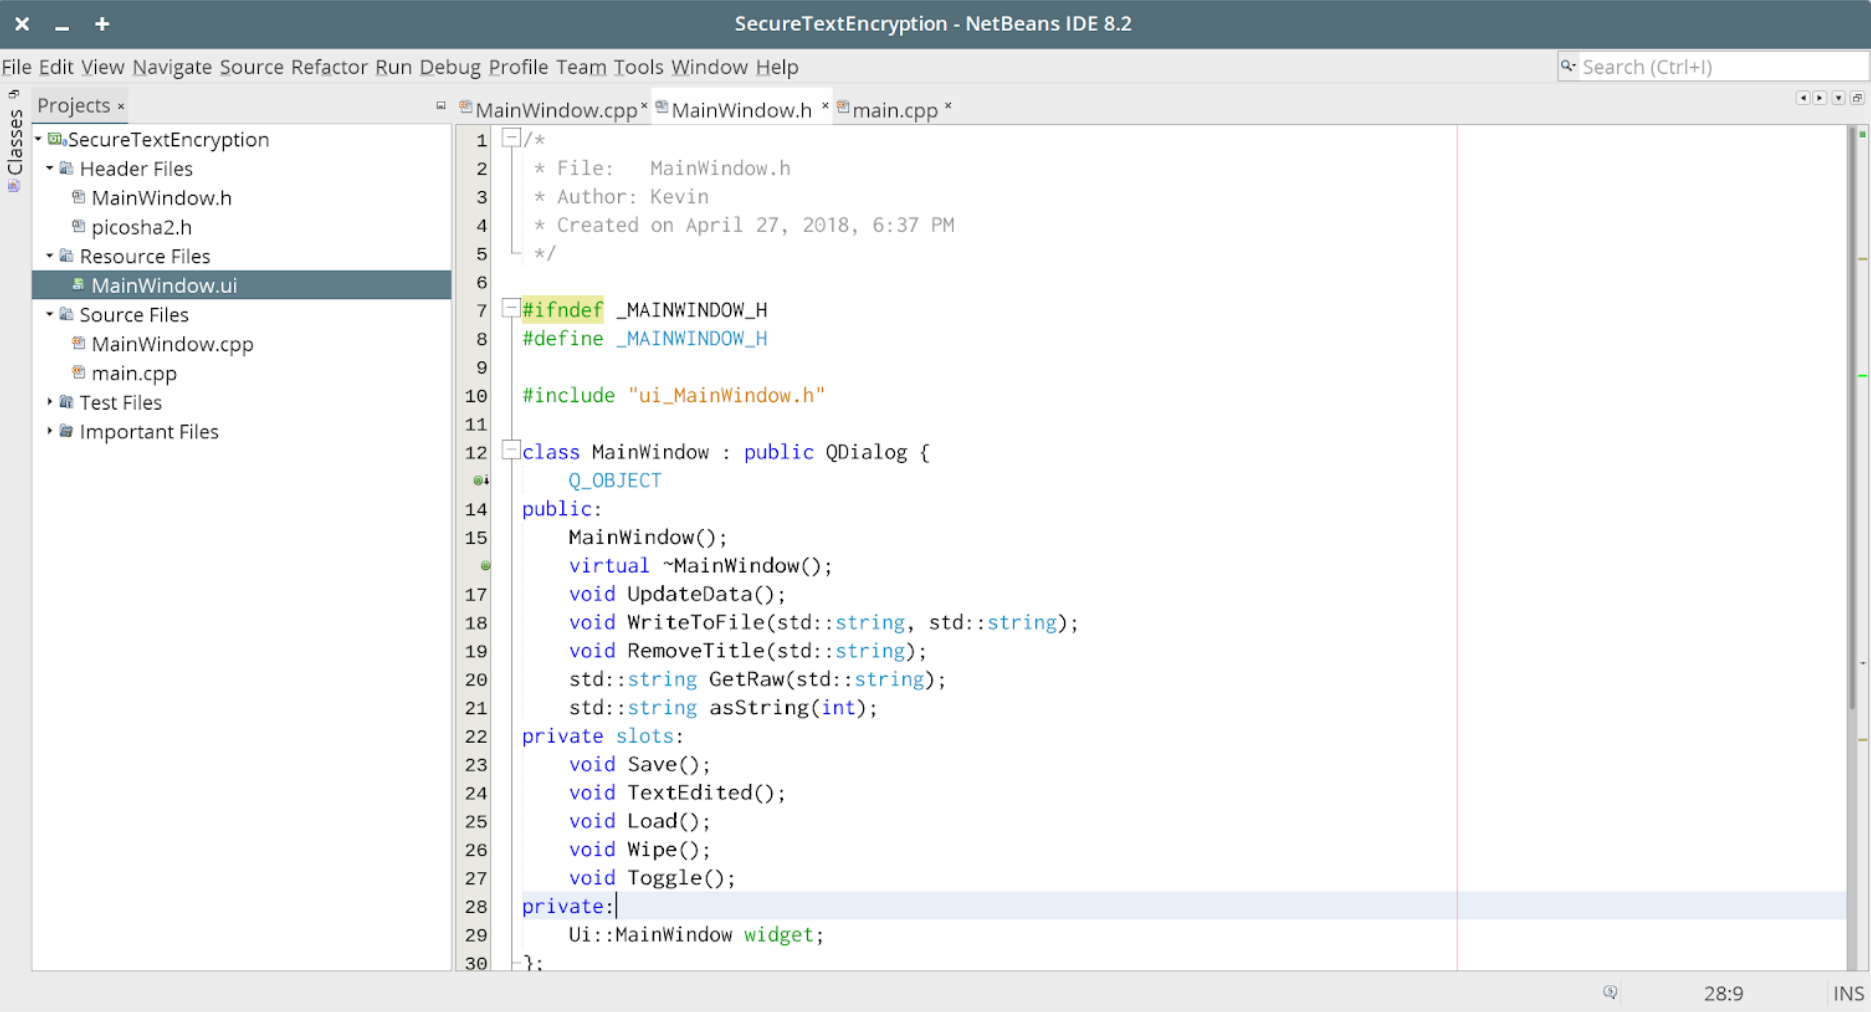 SecureTextEncryption - NetBeans IDE 8.2
File Edit View Navigate Source Refactor Run Debug Profile Team Tools Window Help
Search (Ctrl+I)
Classes
Projects
SecureTextEncryption
Header Files
MainWindow.h
picosha2.h
Resource Files
MainWindow.ui
Source Files
MainWindow.cpp
main.cpp
Test Files
Important Files
MainWindow.cpp MainWindow.h main.cpp
1 /*
2 * File:   MainWindow.h
3 * Author: Kevin
4 * Created on April 27, 2018, 6:37 PM
5 */
6
7 #ifndef _MAINWINDOW_H
8 #define _MAINWINDOW_H
9
10 #include "ui_MainWindow.h"
11
12 class MainWindow : public QDialog {
Q_OBJECT
14 public:
15 MainWindow();
virtual ~MainWindow();
17 void UpdateData();
18 void WriteToFile(std::string, std::string);
19 void RemoveTitle(std::string);
20 std::string GetRaw(std::string);
21 std::string asString(int);
22 private slots:
23 void Save();
24 void TextEdited();
25 void Load();
26 void Wipe();
27 void Toggle();
28 private:
29 Ui::MainWindow widget;
30 };
28:9 INS